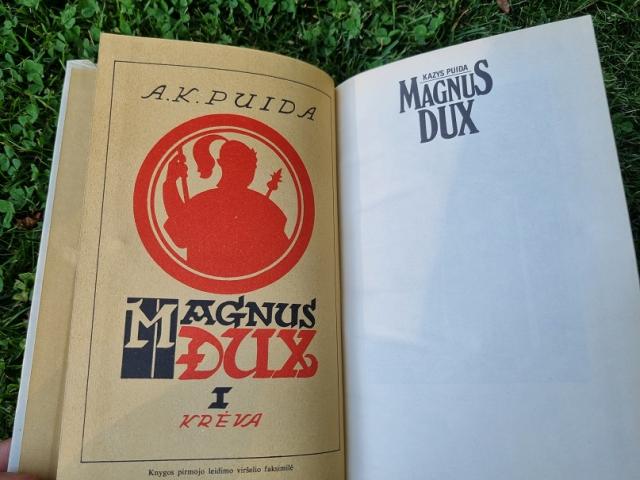 A.K. PUIDA
MAGNUS
DUX
I
KRĖVA
Knygos pirmojo leidimo viršelio faksimilė
KAZYS PUIDA
MAGNUS
DUX